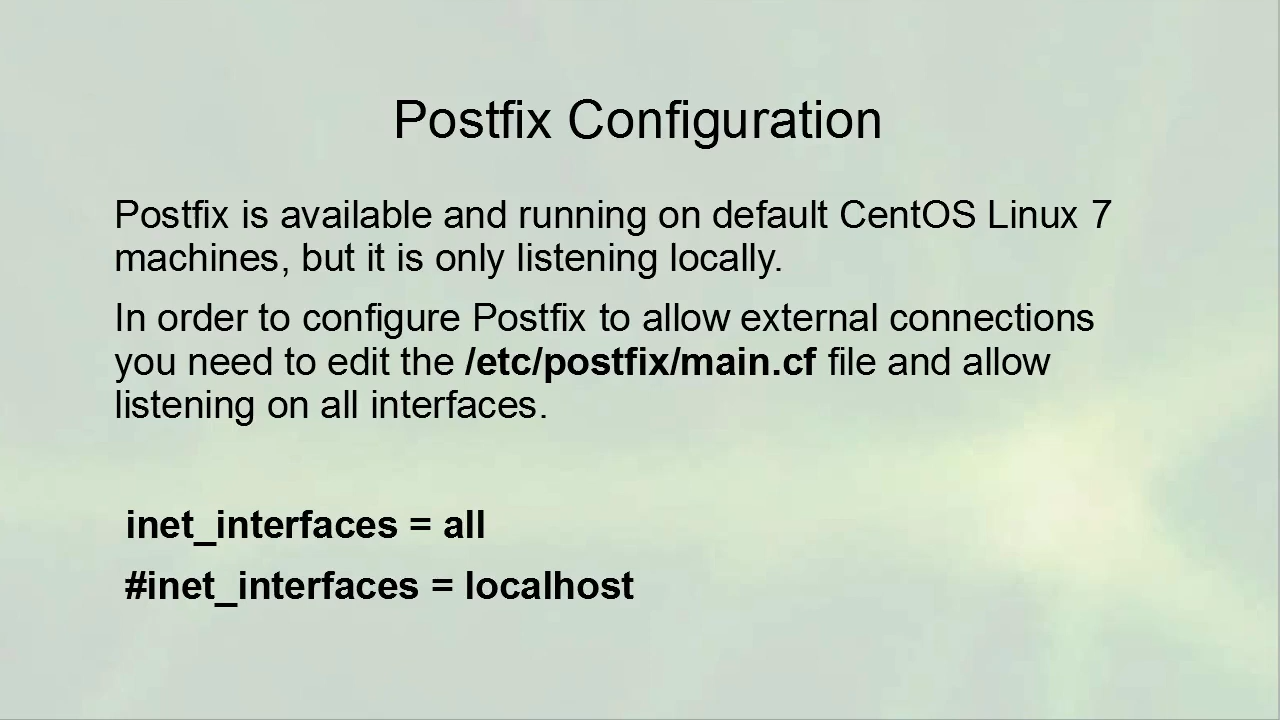 Postfix Configuration
Postfix is available and running on default CentOS Linux 7
machines, but it is only listening locally.
In order to configure Postfix to allow external connections
you need to edit the /etc/postfix/main.cf file and allow
listening on all interfaces.
inet_interfaces = all
#inet_interfaces = localhost